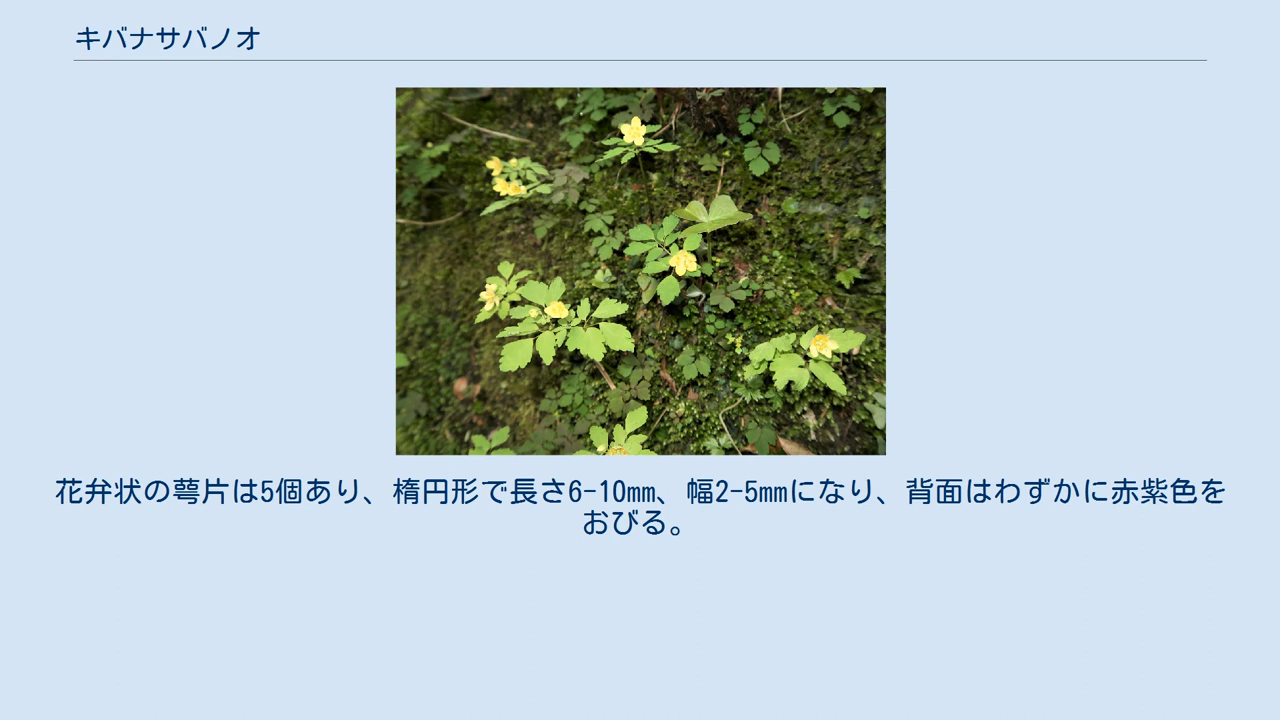 キバナサバノオ
花弁状の萼片は5個あり、楕円形で長さ6-10mm、幅2-5mmになり、背面はわずかに赤紫色を
おびる。